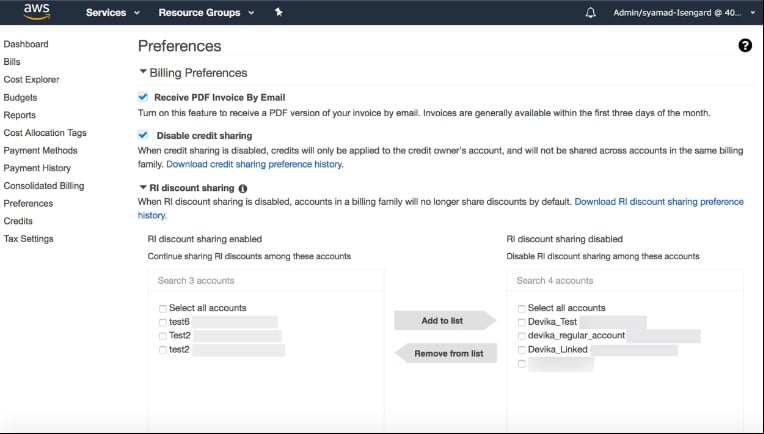 aws
Services
Resource Groups
Admin/syamad-Isengard @ 40...
Dashboard
Bills
Cost Explorer
Budgets
Reports
Cost Allocation Tags
Payment Methods
Payment History
Consolidated Billing
Preferences
Credits
Tax Settings
Preferences
?
Billing Preferences
Receive PDF Invoice By Email
Turn on this feature to receive a PDF version of your invoice by email. Invoices are generally available within the first three days of the month.
Disable credit sharing
When credit sharing is disabled, credits will only be applied to the credit owner's account, and will not be shared across accounts in the same billing
family. Download credit sharing preference history.
RI discount sharing i
When RI discount sharing is disabled, accounts in a billing family will no longer share discounts by default. Download RI discount sharing preference
history.
RI discount sharing enabled
Continue sharing RI discounts among these accounts
Search 3 accounts
Select all accounts
test6
Test2
test2
Add to list
Remove from list
RI discount sharing disabled
Disable RI discount sharing among these accounts
Search 4 accounts
Select all accounts
Devika_Test
devika_regular_account
Devika_Linked